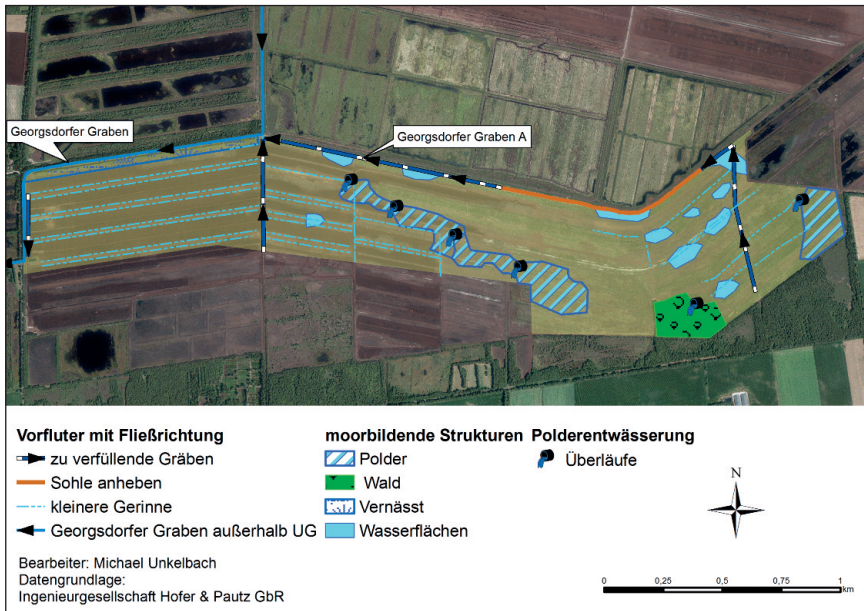 Georgsdorfer Graben
Georgsdorfer Graben A
Vorfluter mit Fließrichtung
zu verfüllende Gräben
Sohle anheben
kleinere Gerinne
Georgsdorfer Graben außerhalb UG
moorbildende Strukturen
Polder
Wald
Vernässt
Wasserflächen
Polderentwässerung
Überläufe
N
Bearbeiter: Michael Unkelbach
Datengrundlage:
Ingenieurgesellschaft Hofer & Pautz GbR
0 0,25 0,5 0,75 1
km